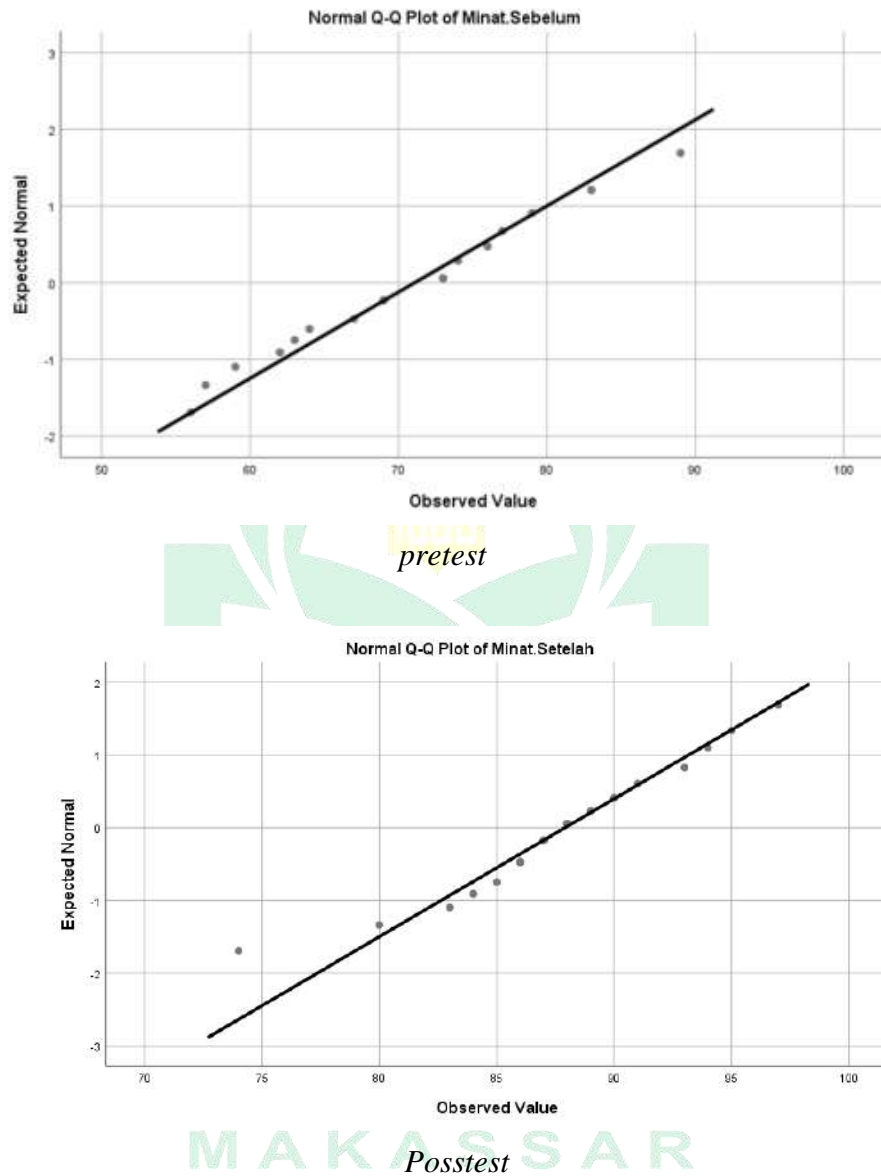 Normal Q-Q Plot of Minat.Sebelum
3
2
1
0
-1
-2
Expected Normal
50 60 70 80 90 100
Observed Value
pretest
Normal Q-Q Plot of Minat.Setelah
2
1
0
-1
-2
-3
Expected Normal
70 75 80 85 90 95 100
Observed Value
MAKASSAR
Posstest